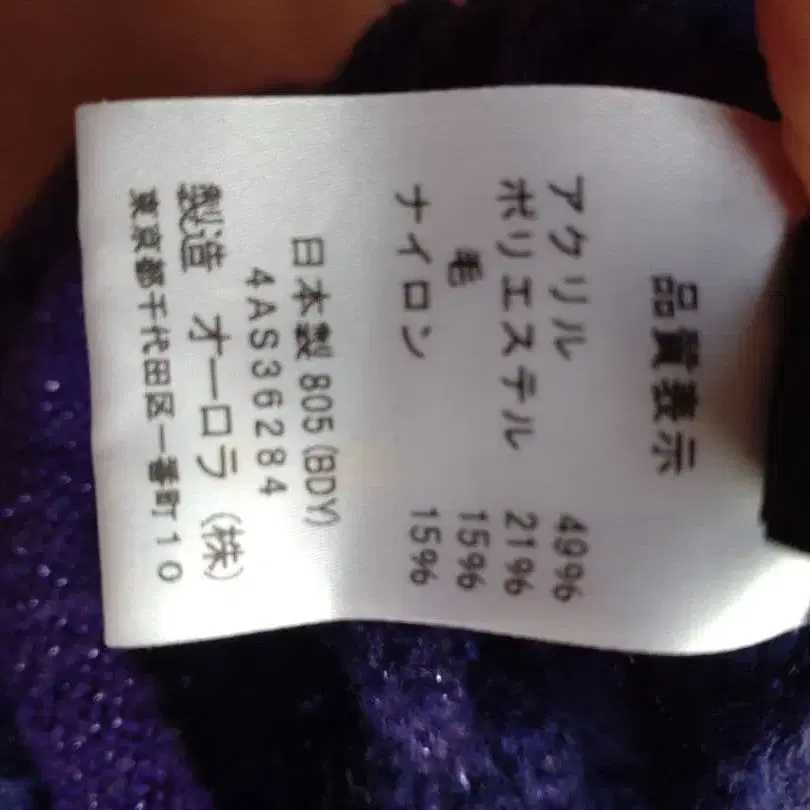 品質表示
アクリル 49%
ポリエステル 21%
毛 15%
ナイロン 15%
日本製 805(BDY)
4AS36284
製造 オーロラ (株)
東京都千代田区一番町10